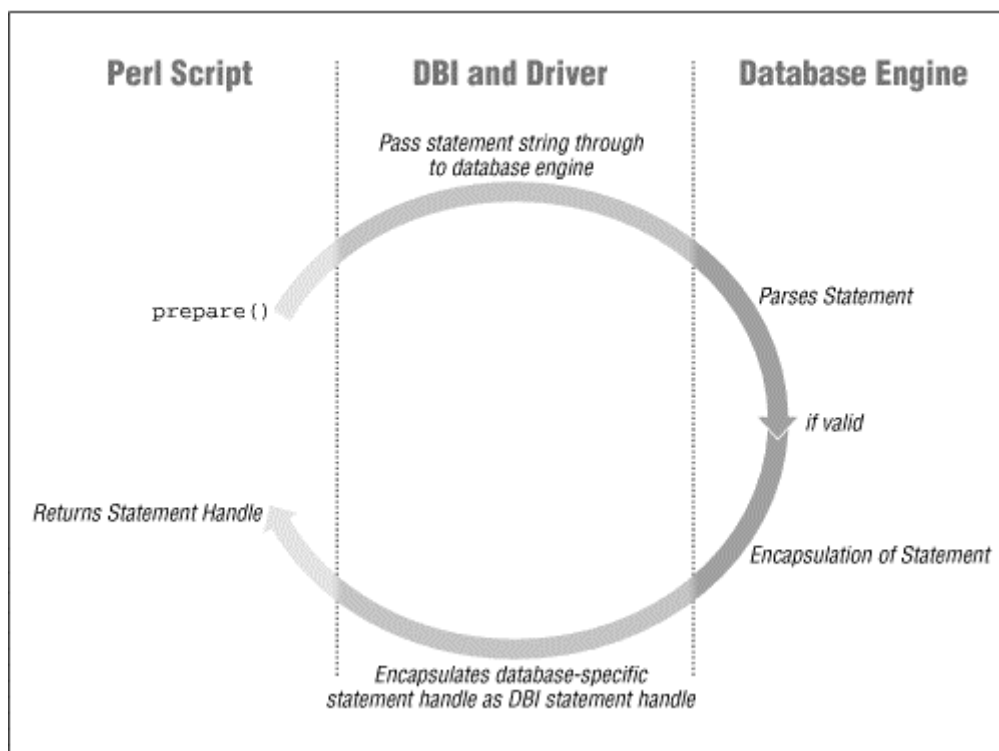 Perl Script
DBI and Driver
Database Engine
Pass statement string through
to database engine
prepare()
Parses Statement
if valid
Returns Statement Handle
Encapsulation of Statement
Encapsulates database-specific
statement handle as DBI statement handle